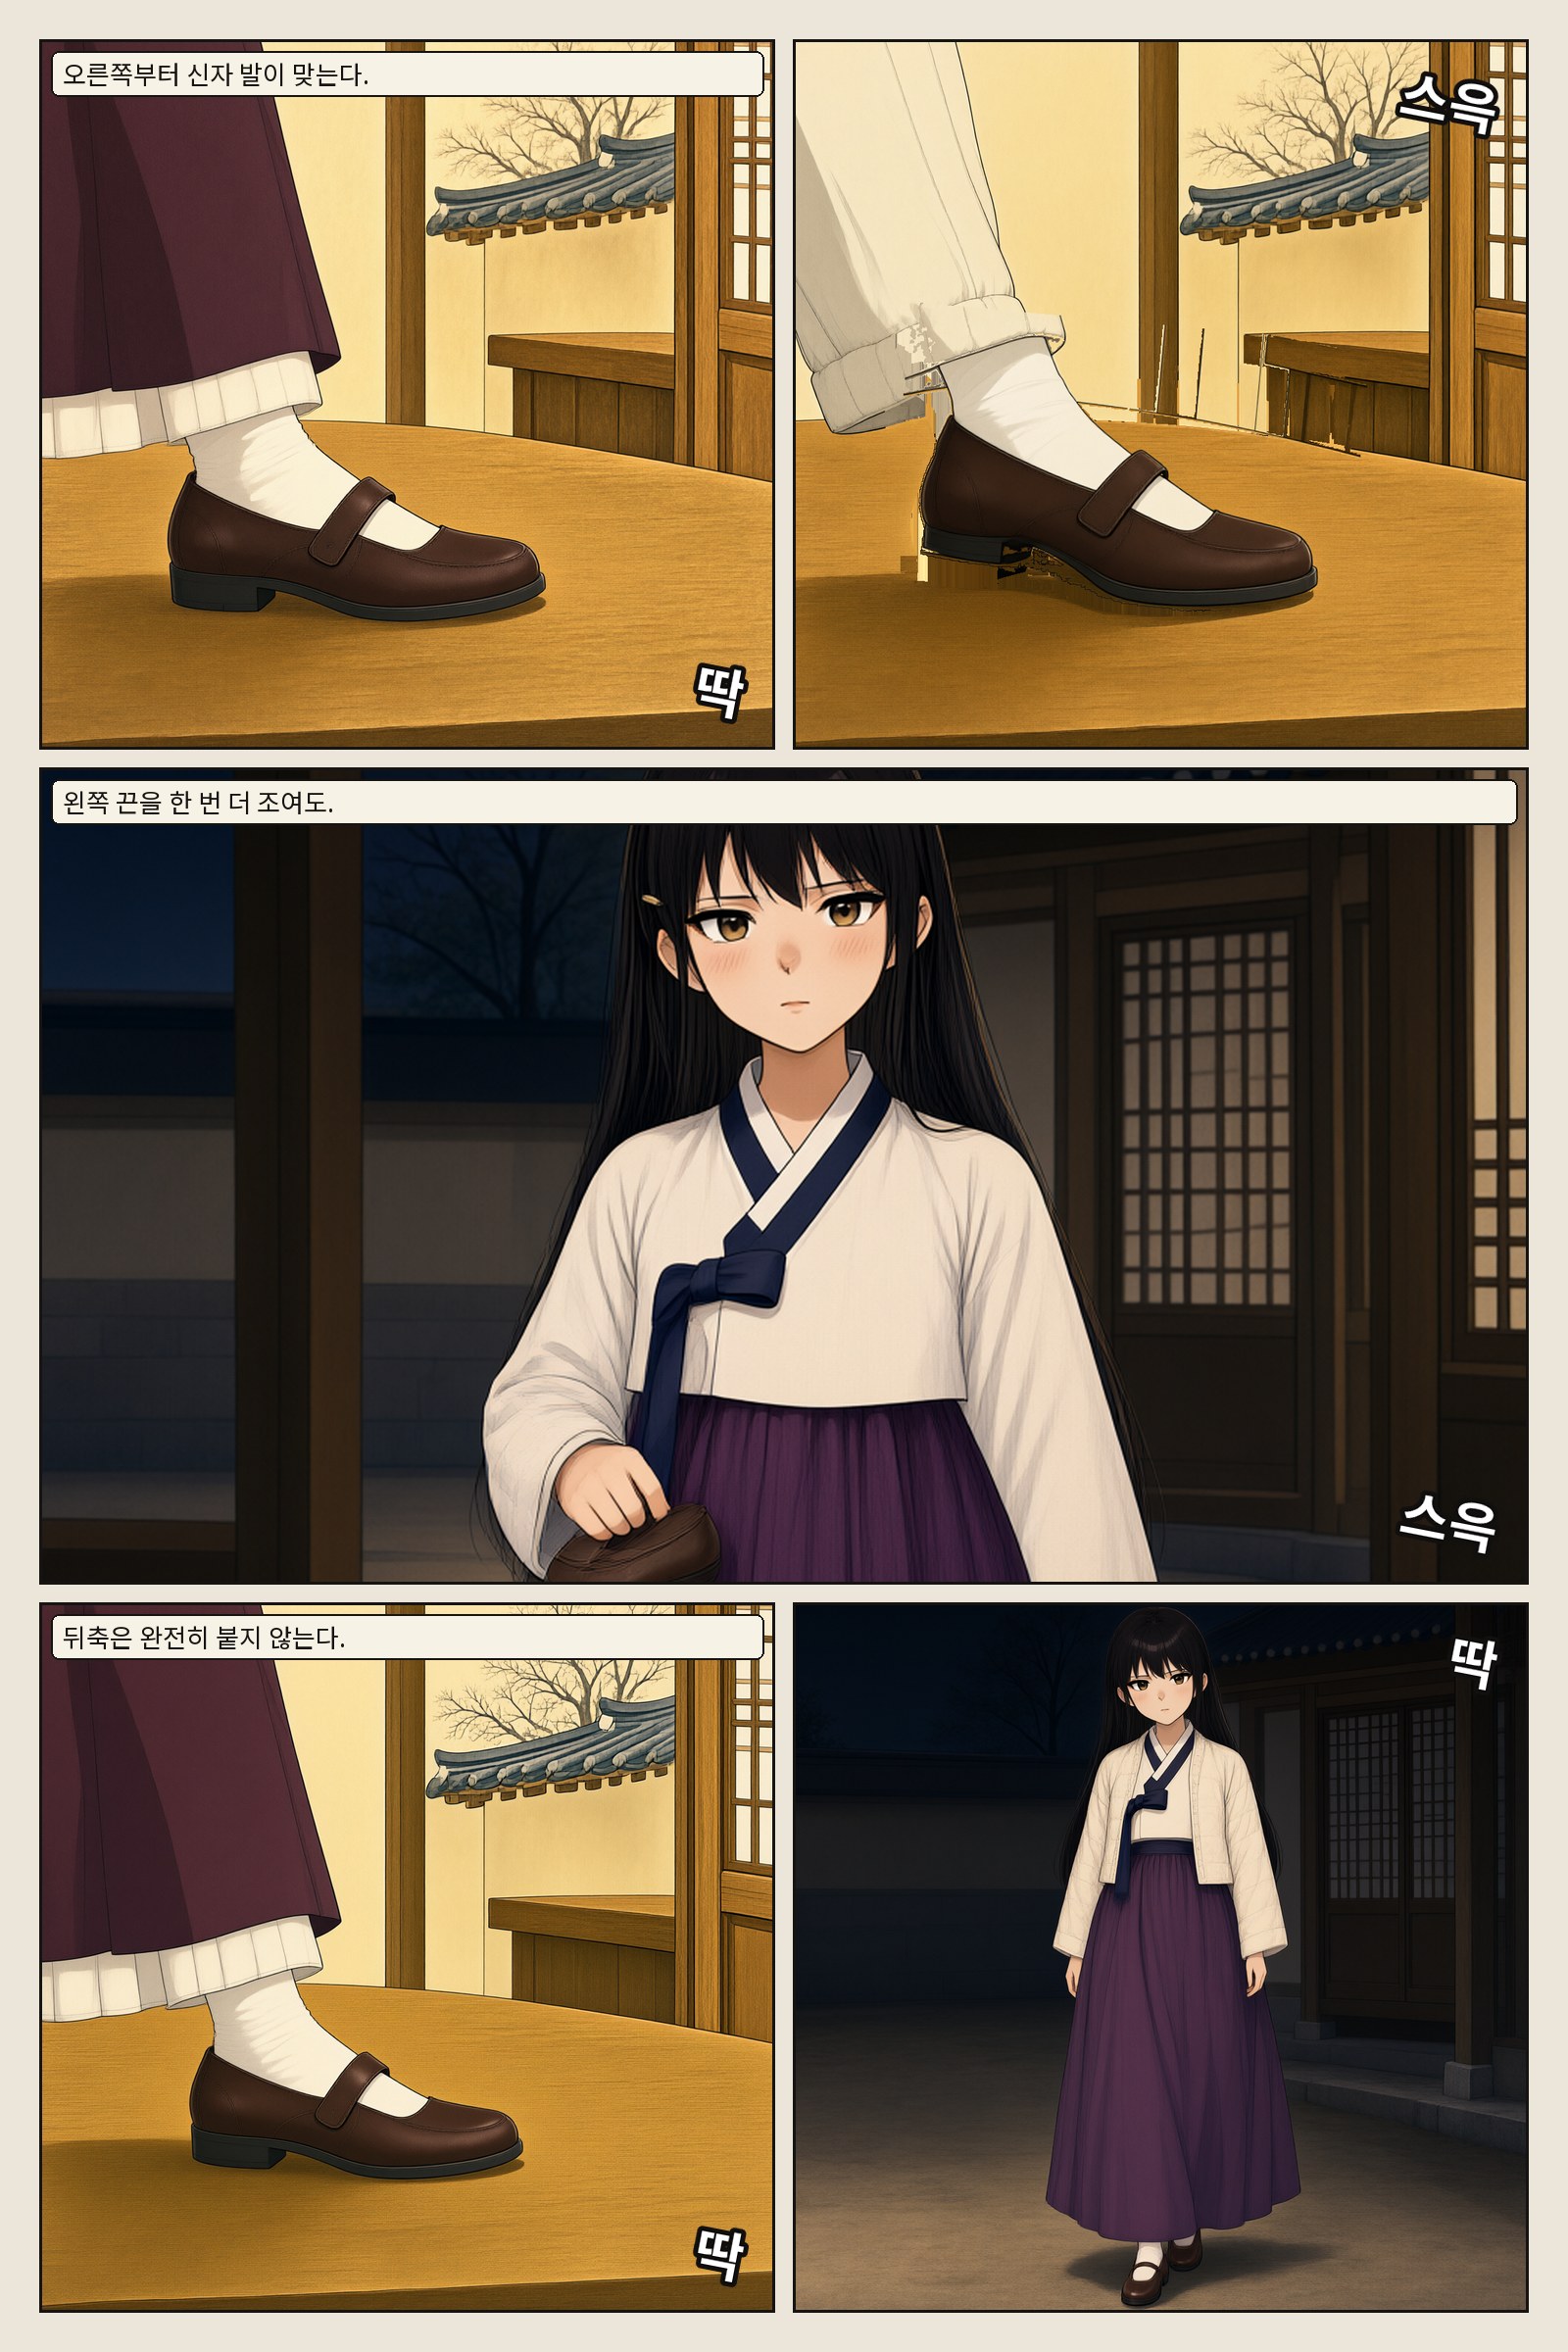 오른쪽부터 신자 발이 맞는다.
딱
스윽
왼쪽 끈을 한 번 더 조여도.
스윽
뒤축은 완전히 붙지 않는다.
딱
딱